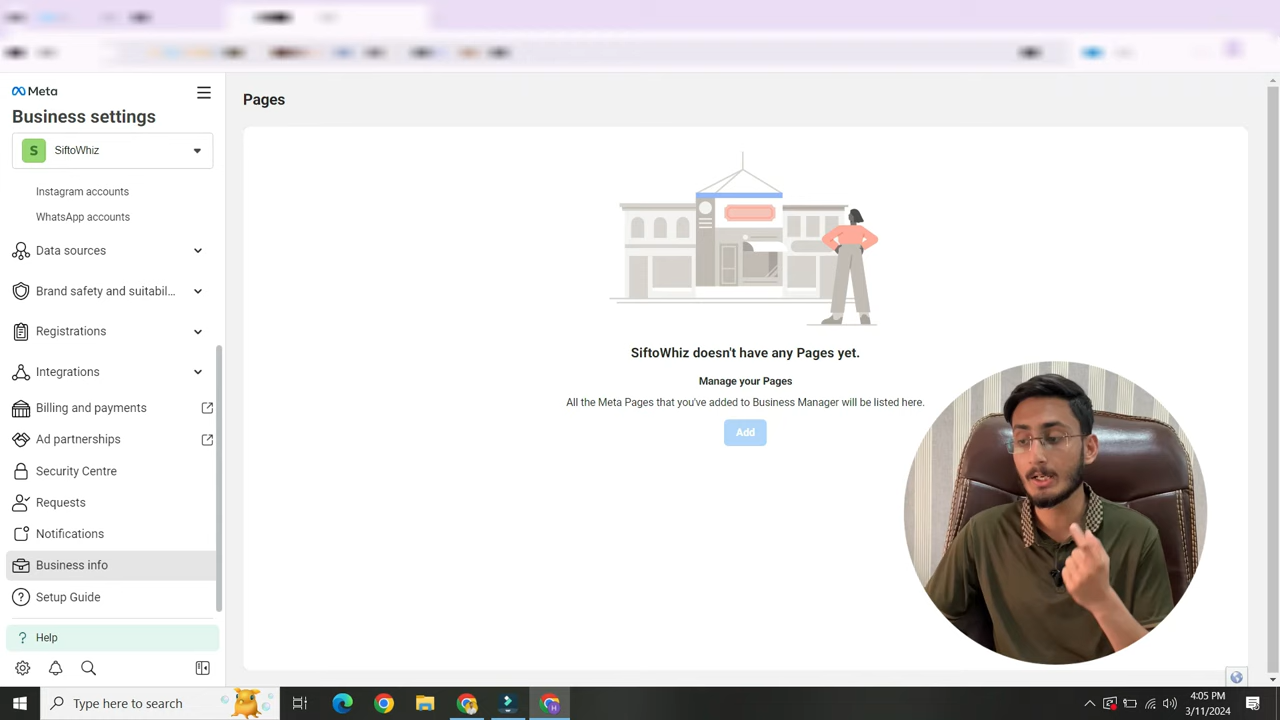 Meta
Business settings
S
SiftoWhiz
Instagram accounts
WhatsApp accounts
Data sources
Brand safety and suitabil...
Registrations
Integrations
Billing and payments
Ad partnerships
Security Centre
Requests
Notifications
Business info
Setup Guide
? Help
Pages
SiftoWhiz doesn't have any Pages yet.
Manage your Pages
All the Meta Pages that you've added to Business Manager will be listed here.
Add
Type here to search
4:05 PM
3/11/2024